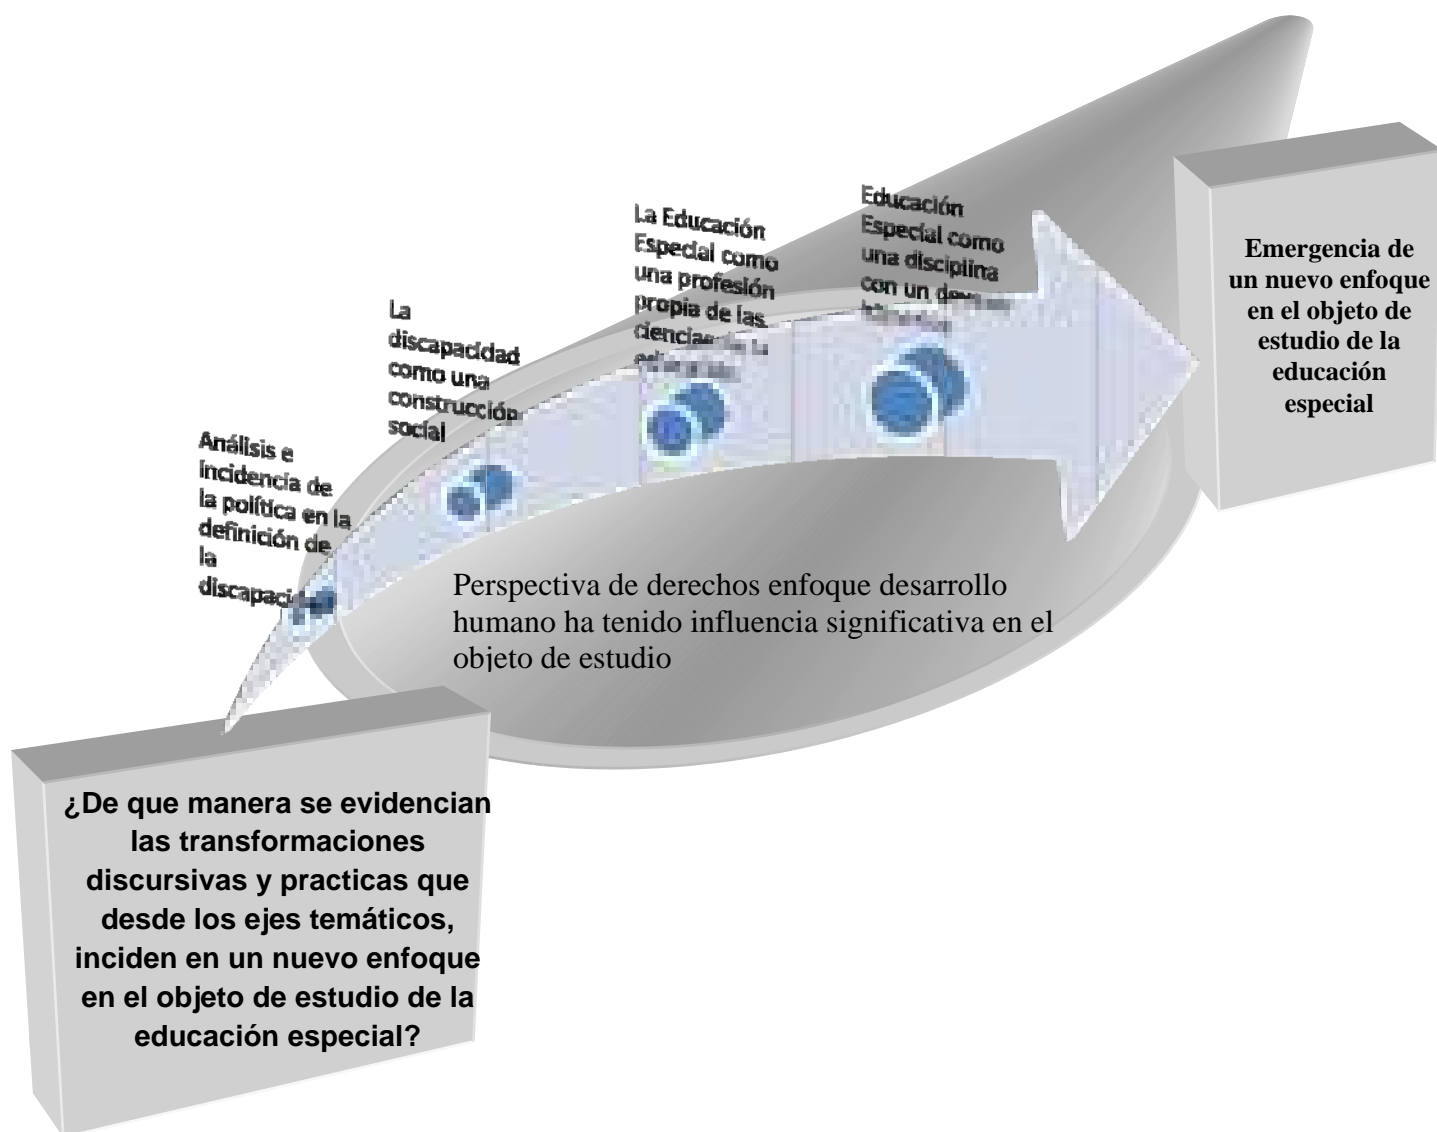 La Educación
Especial como
una profesión
propia de las
ciencias
Educación
Especial como
una disciplina
con un
Emergencia de
un nuevo enfoque
en el objeto de
estudio de la
educación
especial
La
discapacidad
como una
construcción
social
Análisis e
incidencia de
la política en la
definición de
la
Perspectiva de derechos enfoque desarrollo
humano ha tenido influencia significativa en el
objeto de estudio
¿De que manera se evidencian
las transformaciones
discursivas y practicas que
desde los ejes temáticos,
inciden en un nuevo enfoque
en el objeto de estudio de la
educación especial?